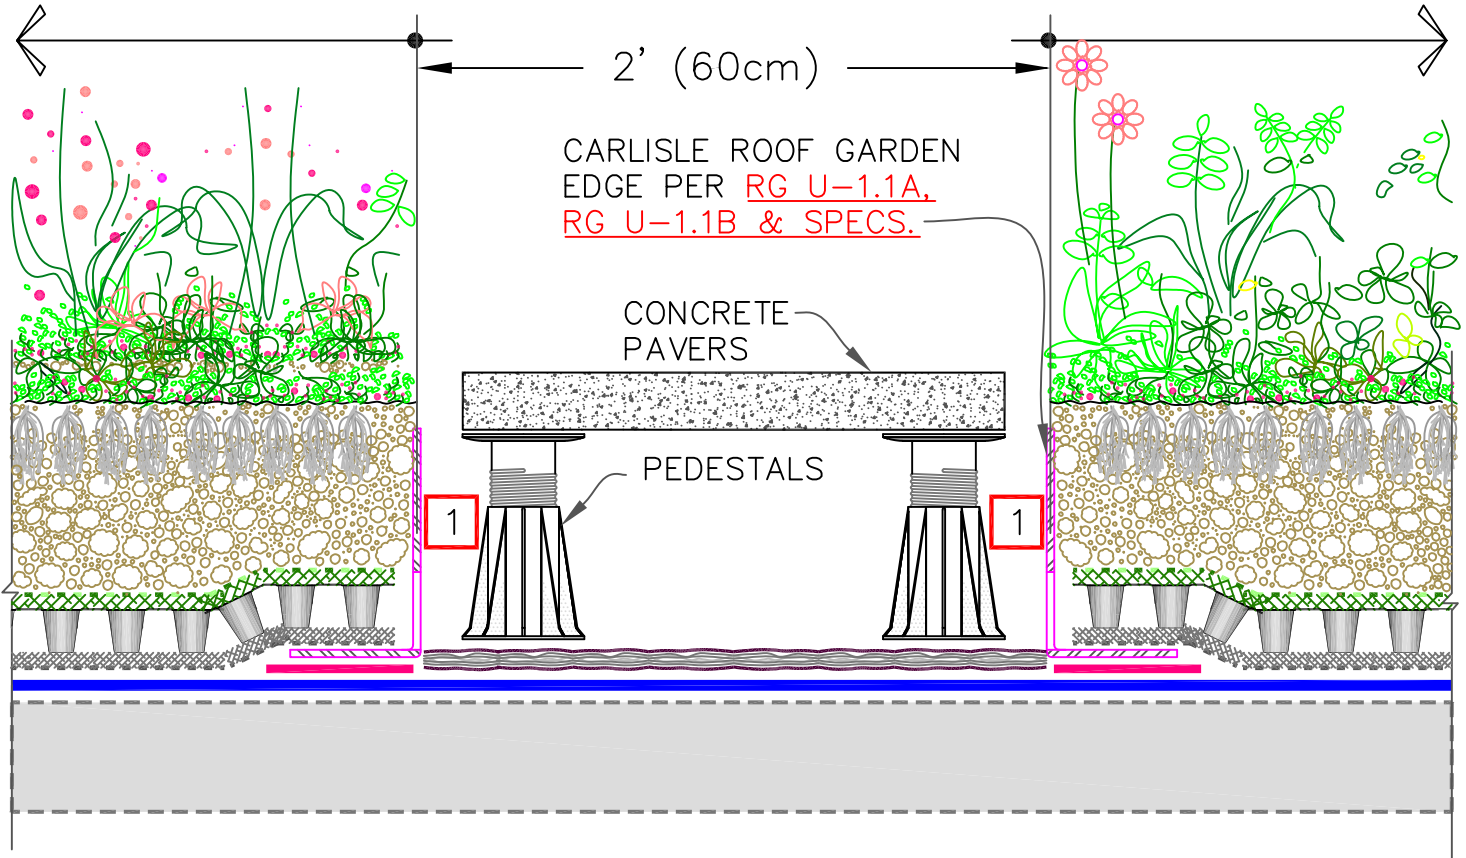 2' (60cm)
CARLISLE ROOF GARDEN
EDGE PER RG U-1.1A,
RG U-1.1B & SPECS.
CONCRETE
PAVERS
PEDESTALS
1
1